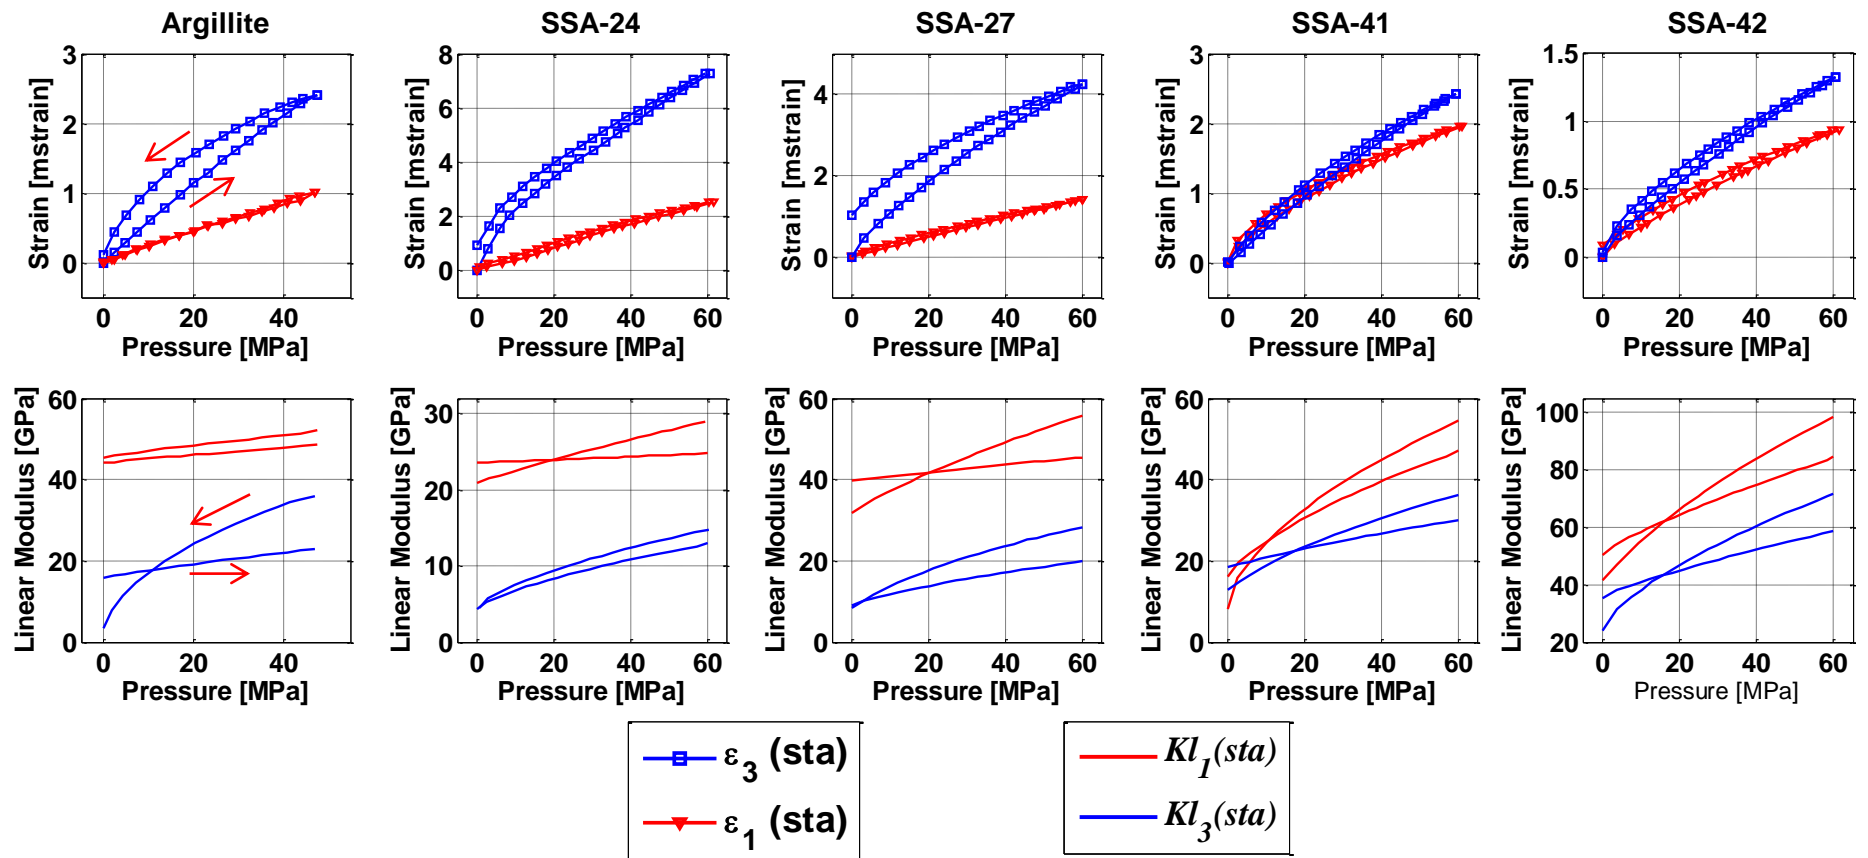 Argillite
SSA-24
SSA-27
SSA-41
SSA-42
Strain [mstrain]
3
2
1
0
0 20 40
Pressure [MPa]
Strain [mstrain]
8
6
4
2
0
0 20 40 60
Pressure [MPa]
Strain [mstrain]
4
2
0
0 20 40 60
Pressure [MPa]
Strain [mstrain]
3
2
1
0
0 20 40 60
Pressure [MPa]
Strain [mstrain]
1.5
1
0.5
0
0 20 40 60
Pressure [MPa]
Linear Modulus [GPa]
60
40
20
0
0 20 40
Pressure [MPa]
Linear Modulus [GPa]
30
20
10
0
0 20 40 60
Pressure [MPa]
Linear Modulus [GPa]
60
40
20
0
0 20 40 60
Pressure [MPa]
Linear Modulus [GPa]
60
40
20
0
0 20 40 60
Pressure [MPa]
Linear Modulus [GPa]
100
80
60
40
20
0 20 40 60
Pressure [MPa]
ε3 (sta)
ε1 (sta)
Kl1(sta)
Kl3(sta)